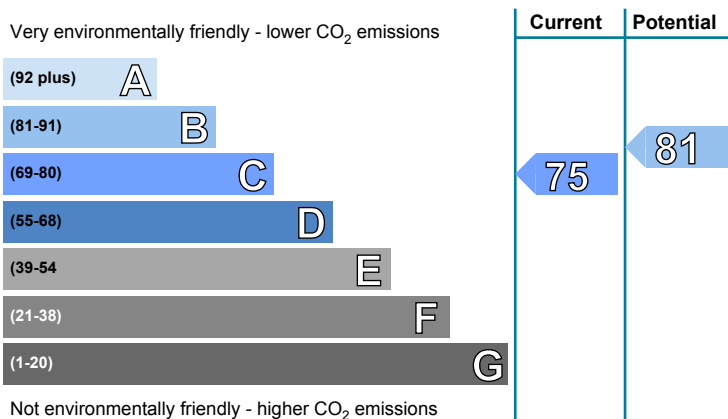 Current Potential
Very environmentally friendly - lower CO2 emissions
(92 plus) A
(81-91) B
81
(69-80) C
75
(55-68) D
(39-54 E
(21-38) F
(1-20) G
Not environmentally friendly - higher CO2 emissions